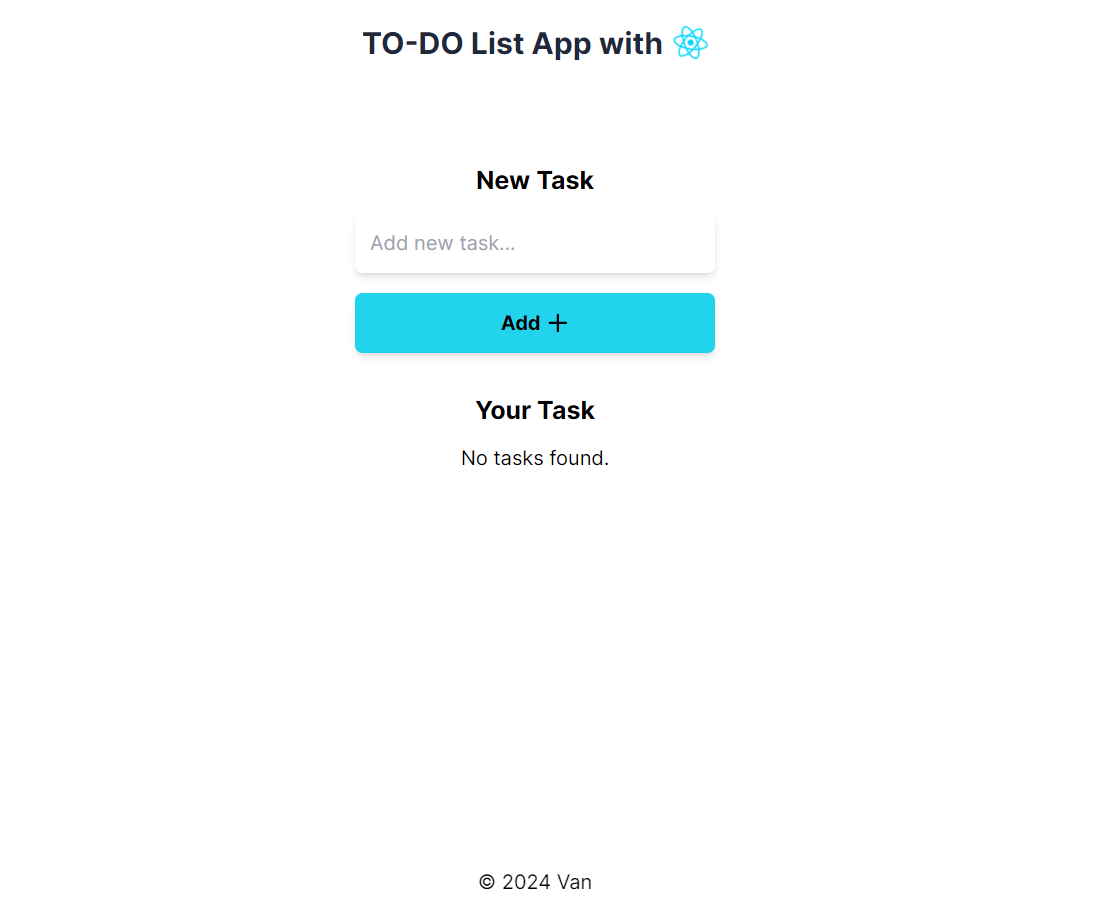 TO-DO List App with
New Task
Add new task...
Add
Your Task
No tasks found.
© 2024 Van